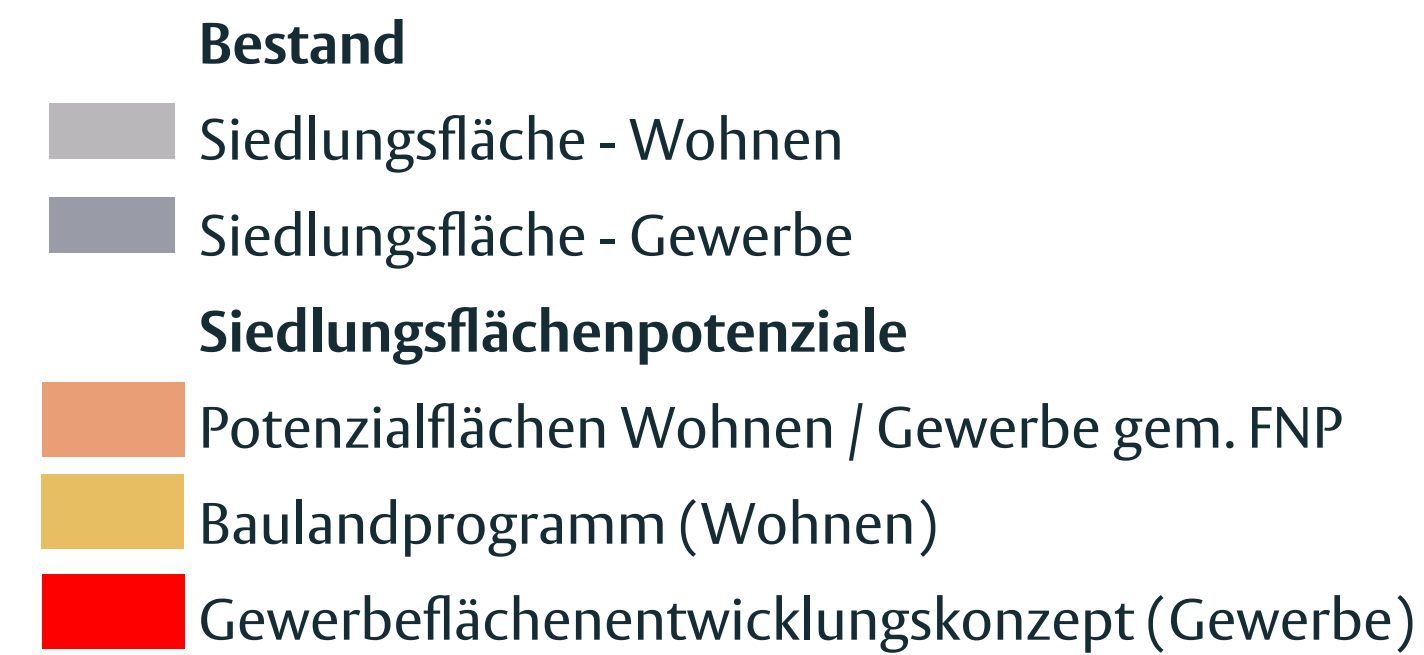 Bestand
Siedlungsfläche - Wohnen
Siedlungsfläche - Gewerbe
Siedlungsflächenpotenziale
Potenzialflächen Wohnen / Gewerbe gem. FNP
Baulandprogramm (Wohnen)
Gewerbeflächenentwicklungskonzept (Gewerbe)